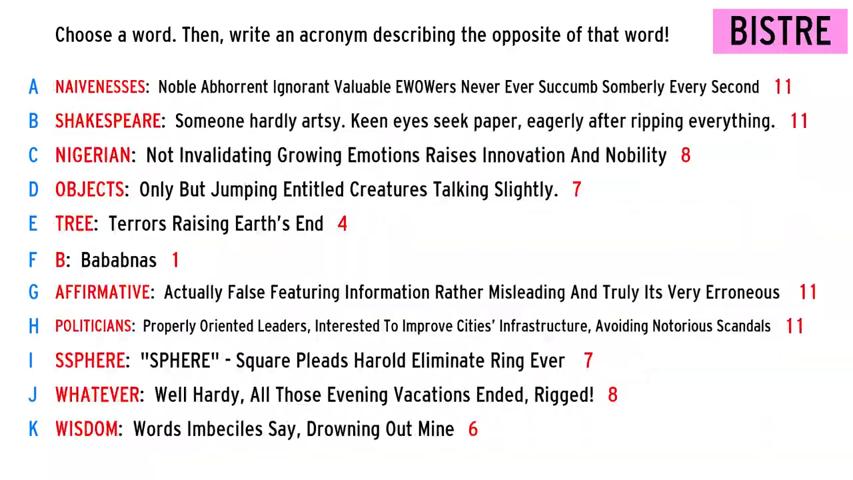 Choose a word. Then, write an acronym describing the opposite of that word!
BISTRE
A NAIVENESSES: Noble Abhorrent Ignorant Valuable EWOWers Never Ever Succumb Somberly Every Second 11
B SHAKESPEARE: Someone hardly artsy. Keen eyes seek paper, eagerly after ripping everything. 11
C NIGERIAN: Not Invalidating Growing Emotions Raises Innovation And Nobility 8
D OBJECTS: Only But Jumping Entitled Creatures Talking Slightly. 7
E TREE: Terrors Raising Earth's End 4
F B: Bababnas 1
G AFFIRMATIVE: Actually False Featuring Information Rather Misleading And Truly Its Very Erroneous 11
H POLITICIANS: Properly Oriented Leaders, Interested To Improve Cities' Infrastructure, Avoiding Notorious Scandals 11
I SSPHERE: "SPHERE" - Square Pleads Harold Eliminate Ring Ever 7
J WHATEVER: Well Hardy, All Those Evening Vacations Ended, Rigged! 8
K WISDOM: Words Imbeciles Say, Drowning Out Mine 6